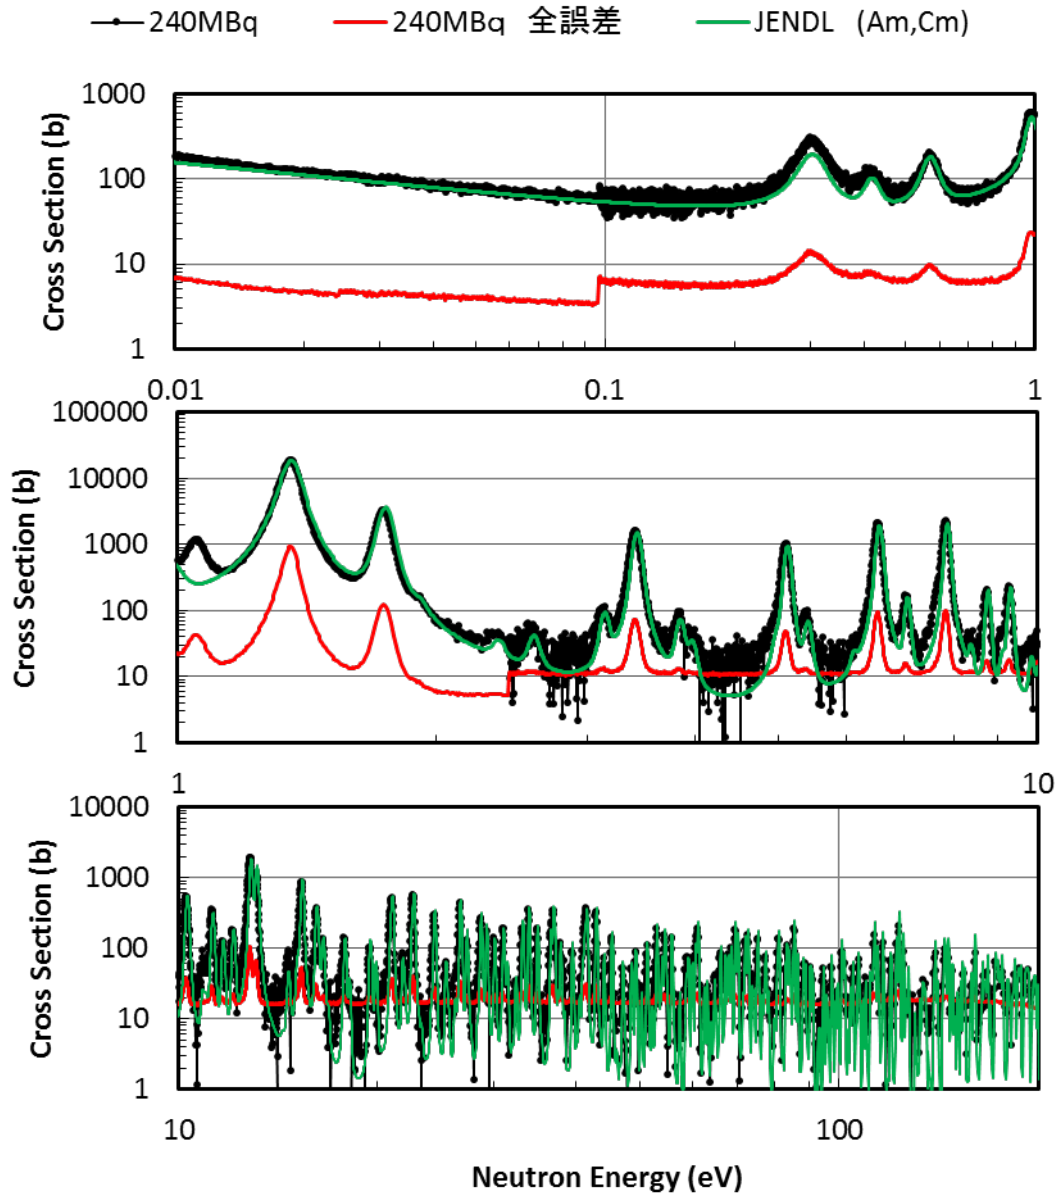 240MBq 240MBq 全誤差 JENDL (Am,Cm)
1000
100
10
1
Cross Section (b)
0.01 0.1 1
100000
10000
1000
100
10
1
Cross Section (b)
1 10
10000
1000
100
10
1
Cross Section (b)
10 100
Neutron Energy (eV)